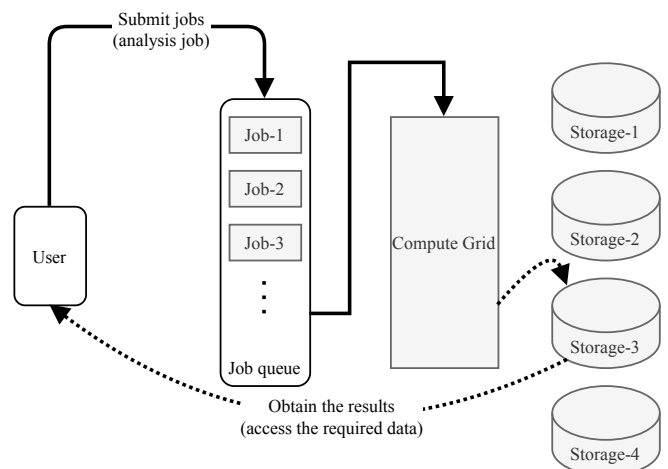 Submit jobs
(analysis job)
Job-1
Job-2
Job-3
Job queue
User
Compute Grid
Storage-1
Storage-2
Storage-3
Storage-4
Obtain the results
(access the required data)